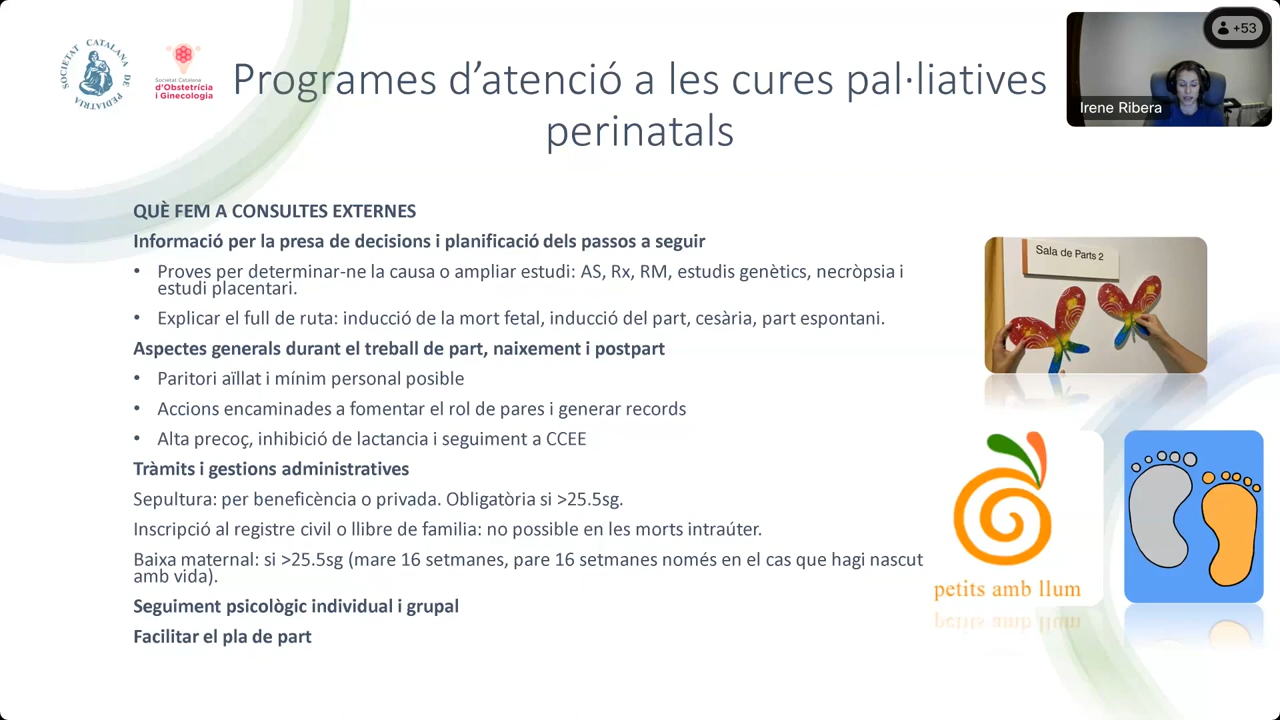 SOCIETAT CATALANA DE PEDIATRIA
Societat Catalana
d'Obstetrícia
i Ginecologia
Programes d'atenció a les cures pal·liatives
perinatals
+53
Irene Ribera
QUÈ FEM A CONSULTES EXTERNES
Informació per la presa de decisions i planificació dels passos a seguir
• Proves per determinar-ne la causa o ampliar estudi: AS, Rx, RM, estudis genètics, necròpsia i
estudi placentari.
• Explicar el full de ruta: inducció de la mort fetal, inducció del part, cesària, part espontani.
Aspectes generals durant el treball de part, naixement i postpart
• Paritori aïllat i mínim personal posible
• Accions encaminades a fomentar el rol de pares i generar records
• Alta precoç, inhibició de lactancia i seguiment a CCEE
Tràmits i gestions administratives
Sepultura: per beneficència o privada. Obligatòria si >25.5sg.
Inscripció al registre civil o llibre de familia: no possible en les morts intraúter.
Baixa maternal: si >25.5sg (mare 16 setmanes, pare 16 setmanes només en el cas que hagi nascut
amb vida).
Seguiment psicològic individual i grupal
Facilitar el pla de part
Sala de Parts 2
petits amb llum